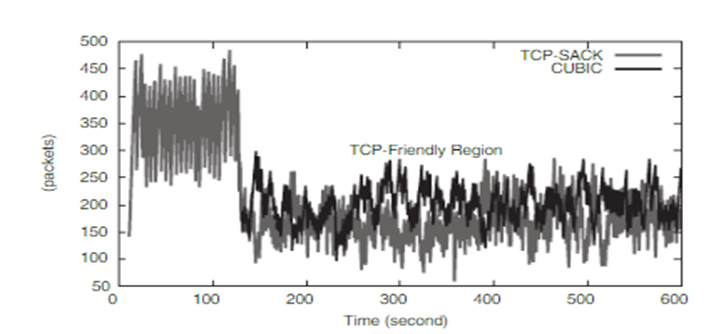 500
450
400
350
300
250
200
150
100
50
(packets)
TCP-SACK
CUBIC
TCP-Friendly Region
0 100 200 300 400 500 600
Time (second)